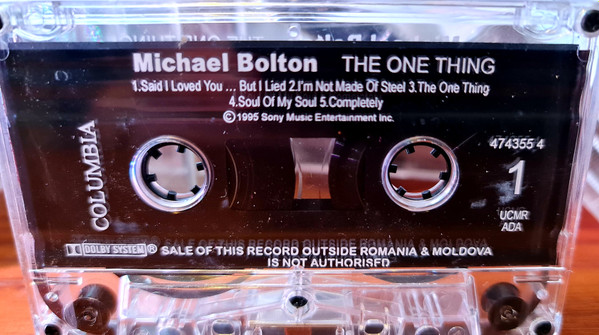 Michael Bolton THE ONE THING
1.Said I Loved You ... But I Lied 2.I'm Not Made Of Steel 3.The One Thing
4.Soul Of My Soul 5.Completely
©1995 Sony Music Entertainment Inc.
COLUMBIA
474355 4
1
UCMR
ADA
DOLBY SYSTEM ®
SALE OF THIS RECORD OUTSIDE ROMANIA & MOLDOVA
IS NOT AUTHORISED